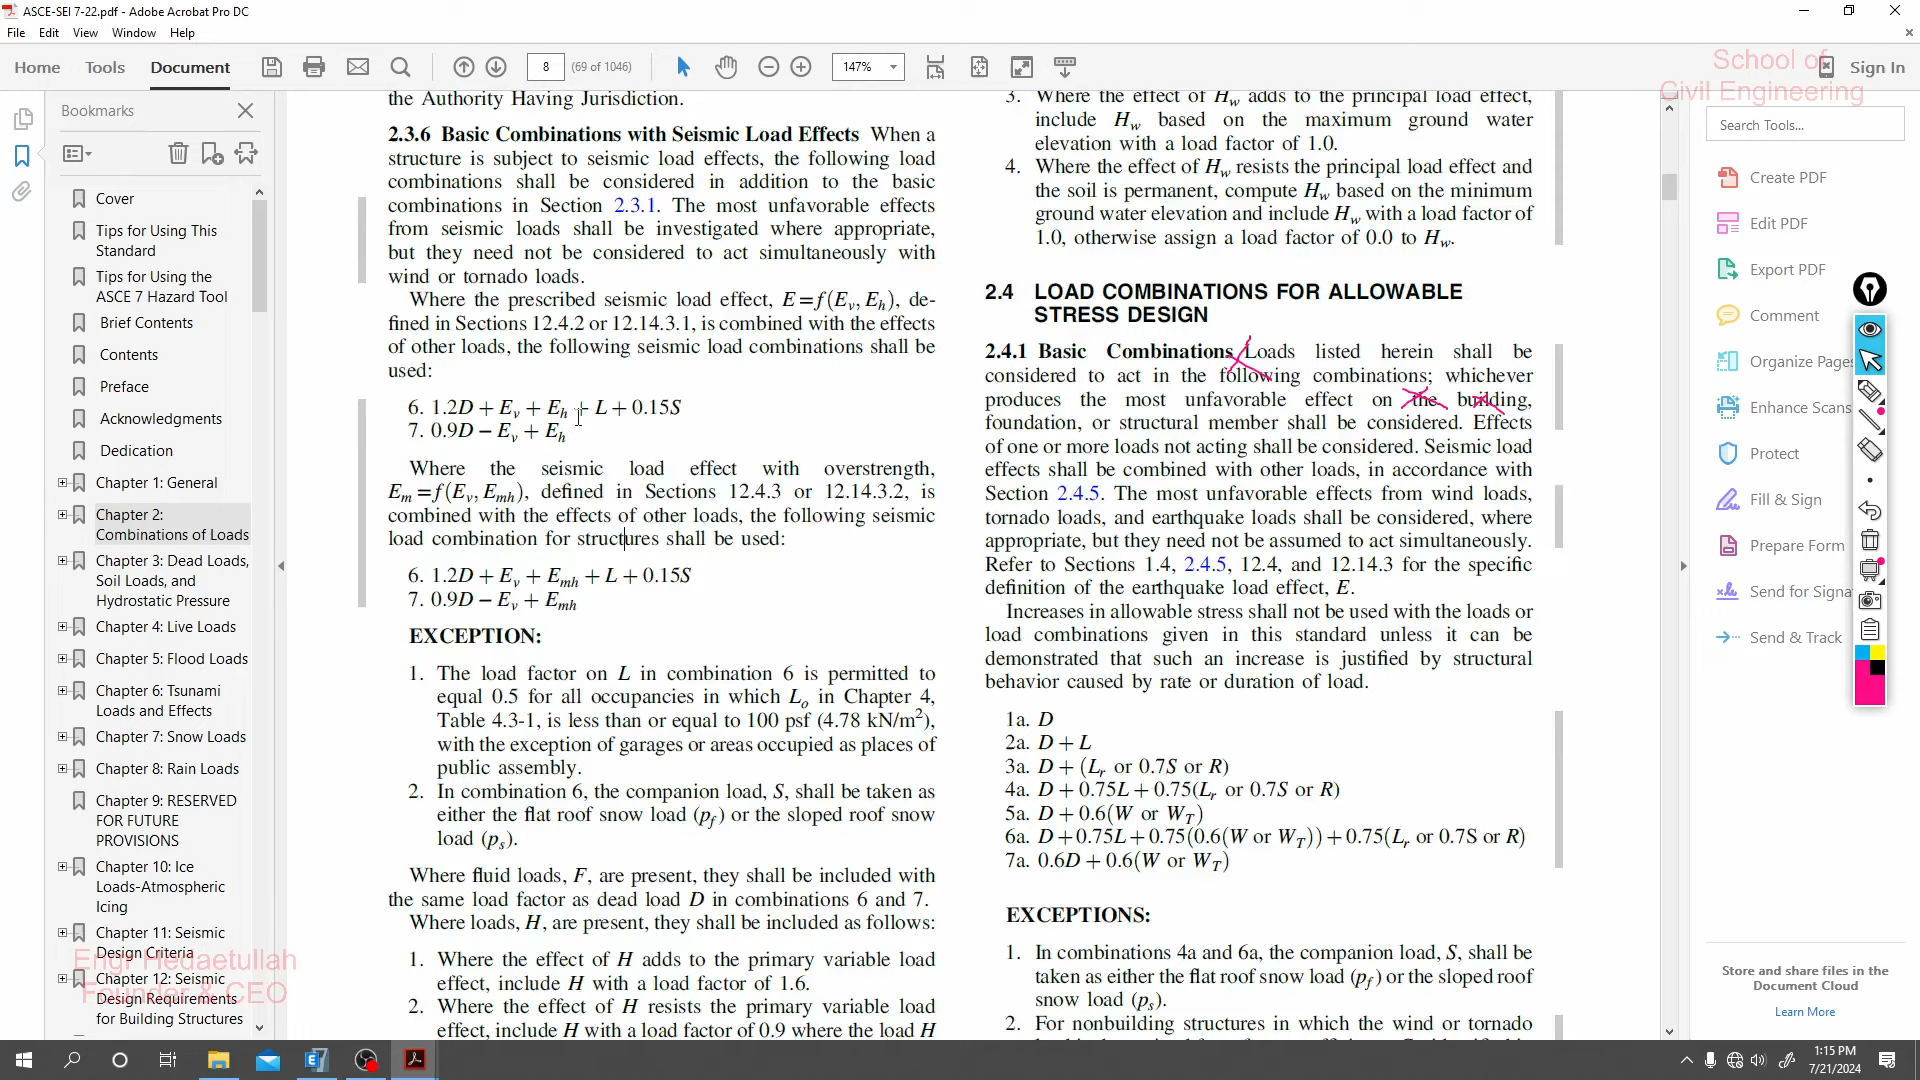 ASCE-SEI 7-22.pdf - Adobe Acrobat Pro DC
File Edit View Window Help
Home Tools Document 8 (69 of 1046) 147% Sign In
School of
Civil Engineering
Bookmarks
Cover
Tips for Using This
Standard
Tips for Using the
ASCE 7 Hazard Tool
Brief Contents
Contents
Preface
Acknowledgments
Dedication
Chapter 1: General
Chapter 2:
Combinations of Loads
Chapter 3: Dead Loads,
Soil Loads, and
Hydrostatic Pressure
Chapter 4: Live Loads
Chapter 5: Flood Loads
Chapter 6: Tsunami
Loads and Effects
Chapter 7: Snow Loads
Chapter 8: Rain Loads
Chapter 9: RESERVED
FOR FUTURE
PROVISIONS
Chapter 10: Ice
Loads-Atmospheric
Icing
Chapter 11: Seismic
Design Criteria
Chapter 12: Seismic
Design Requirements
for Building Structures
Engr Hedaetullah
Founder & CEO
the Authority Having Jurisdiction.
2.3.6 Basic Combinations with Seismic Load Effects When a
structure is subject to seismic load effects, the following load
combinations shall be considered in addition to the basic
combinations in Section 2.3.1. The most unfavorable effects
from seismic loads shall be investigated where appropriate,
but they need not be considered to act simultaneously with
wind or tornado loads.
Where the prescribed seismic load effect, E = f(Ev, Eh), de-
fined in Sections 12.4.2 or 12.14.3.1, is combined with the effects
of other loads, the following seismic load combinations shall be
used:
6. 1.2D + Ev + Eh + L + 0.15S
7. 0.9D − Ev + Eh
Where the seismic load effect with overstrength,
Em = f(Ev, Emh), defined in Sections 12.4.3 or 12.14.3.2, is
combined with the effects of other loads, the following seismic
load combination for structures shall be used:
6. 1.2D + Ev + Emh + L + 0.15S
7. 0.9D − Ev + Emh
EXCEPTION:
1. The load factor on L in combination 6 is permitted to
equal 0.5 for all occupancies in which Lo in Chapter 4,
Table 4.3-1, is less than or equal to 100 psf (4.78 kN/m²),
with the exception of garages or areas occupied as places of
public assembly.
2. In combination 6, the companion load, S, shall be taken as
either the flat roof snow load (pf) or the sloped roof snow
load (ps).
Where fluid loads, F, are present, they shall be included with
the same load factor as dead load D in combinations 6 and 7.
Where loads, H, are present, they shall be included as follows:
1. Where the effect of H adds to the primary variable load
effect, include H with a load factor of 1.6.
2. Where the effect of H resists the primary variable load
effect, include H with a load factor of 0.9 where the load H
3. Where the effect of Hw adds to the principal load effect,
include Hw based on the maximum ground water
elevation with a load factor of 1.0.
4. Where the effect of Hw resists the principal load effect and
the soil is permanent, compute Hw based on the minimum
ground water elevation and include Hw with a load factor of
1.0, otherwise assign a load factor of 0.0 to Hw.
2.4 LOAD COMBINATIONS FOR ALLOWABLE
STRESS DESIGN
2.4.1 Basic Combinations Loads listed herein shall be
considered to act in the following combinations; whichever
produces the most unfavorable effect on the building,
foundation, or structural member shall be considered. Effects
of one or more loads not acting shall be considered. Seismic load
effects shall be combined with other loads, in accordance with
Section 2.4.5. The most unfavorable effects from wind loads,
tornado loads, and earthquake loads shall be considered, where
appropriate, but they need not be assumed to act simultaneously.
Refer to Sections 1.4, 2.4.5, 12.4, and 12.14.3 for the specific
definition of the earthquake load effect, E.
Increases in allowable stress shall not be used with the loads or
load combinations given in this standard unless it can be
demonstrated that such an increase is justified by structural
behavior caused by rate or duration of load.
1a. D
2a. D + L
3a. D + (Lr or 0.7S or R)
4a. D + 0.75L + 0.75(Lr or 0.7S or R)
5a. D + 0.6(W or WT)
6a. D + 0.75L + 0.75(0.6(W or WT)) + 0.75(Lr or 0.7S or R)
7a. 0.6D + 0.6(W or WT)
EXCEPTIONS:
1. In combinations 4a and 6a, the companion load, S, shall be
taken as either the flat roof snow load (pf) or the sloped roof
snow load (ps).
2. For nonbuilding structures in which the wind or tornado
Search Tools...
Create PDF
Edit PDF
Export PDF
Comment
Organize Pages
Enhance Scans
Protect
Fill & Sign
Prepare Form
Send for Signa
Send & Track
Store and share files in the
Document Cloud
Learn More
1:15 PM
7/21/2024